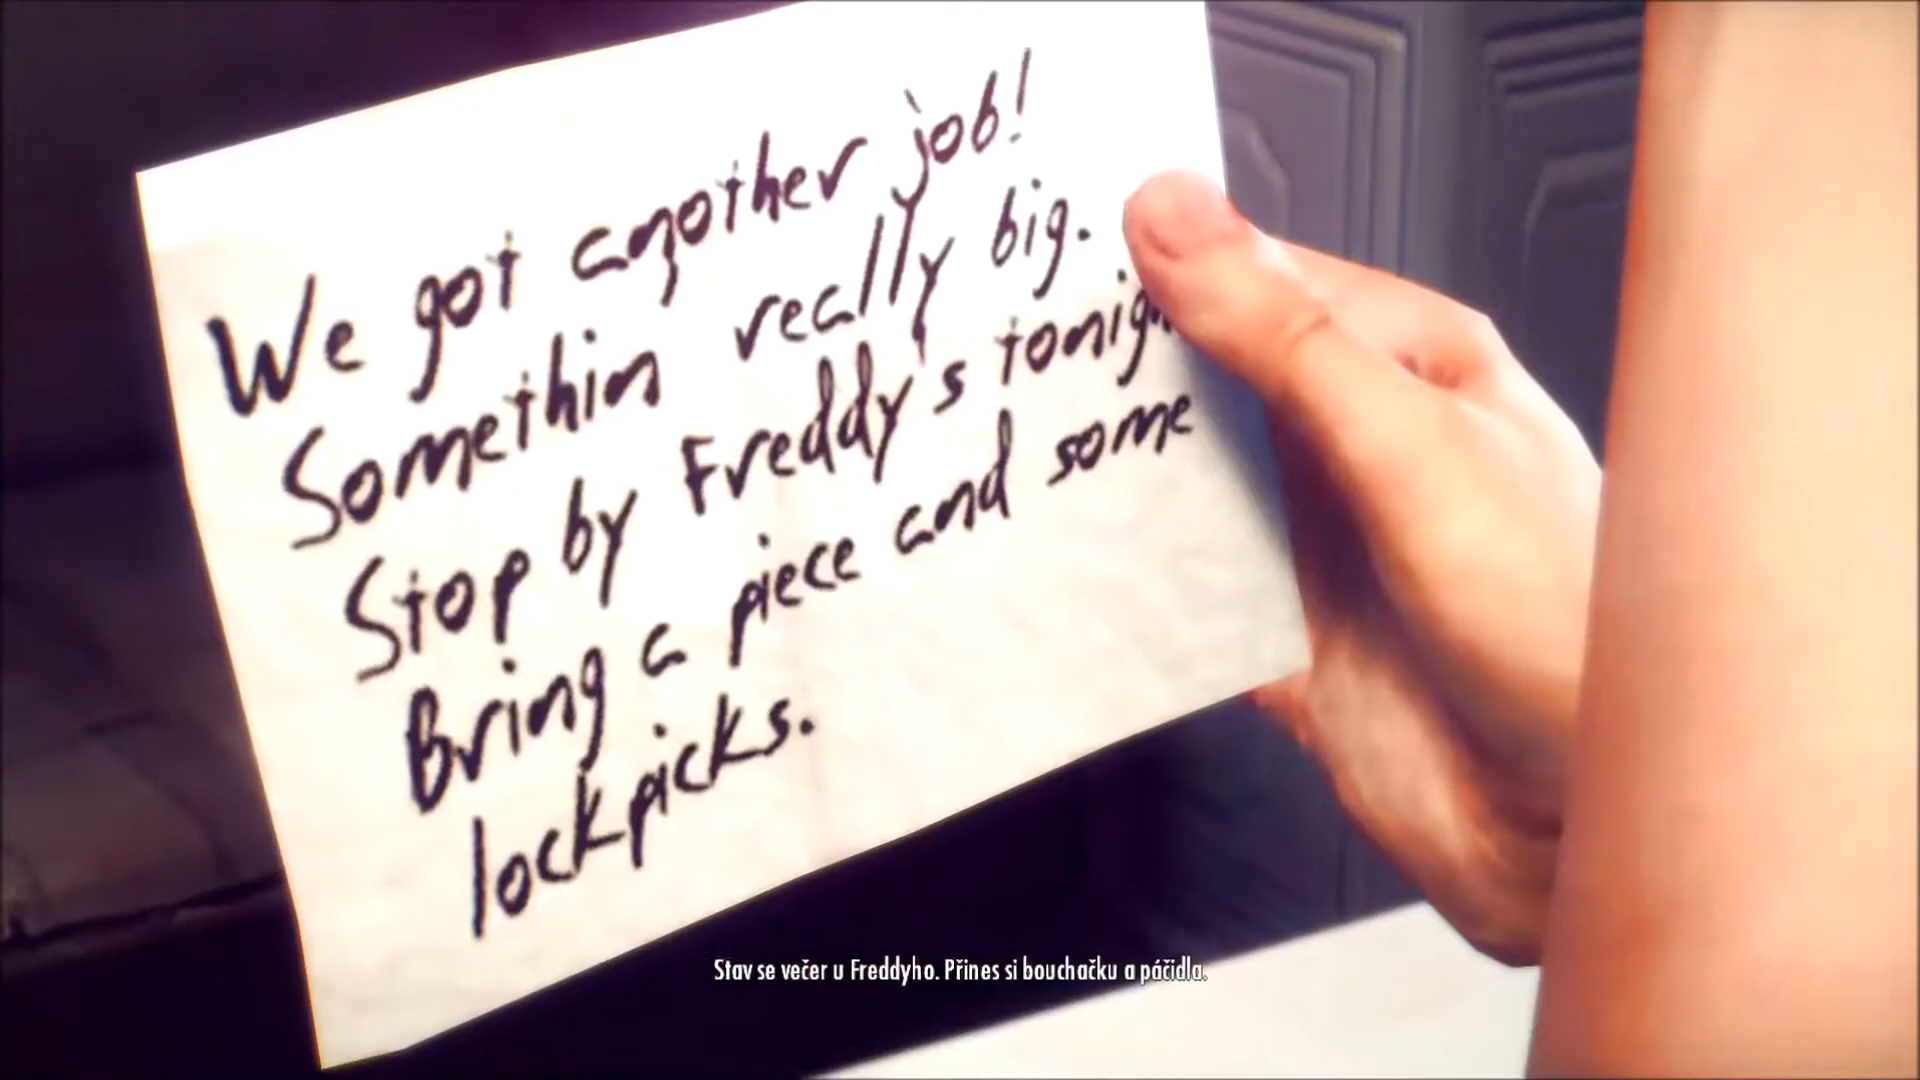 We got another job!
Somethin really big.
Stop by Freddy's
Bring a piece and some
lockpicks.
Stav se večer u Freddyho. Přines si bouchačku a páčidla.